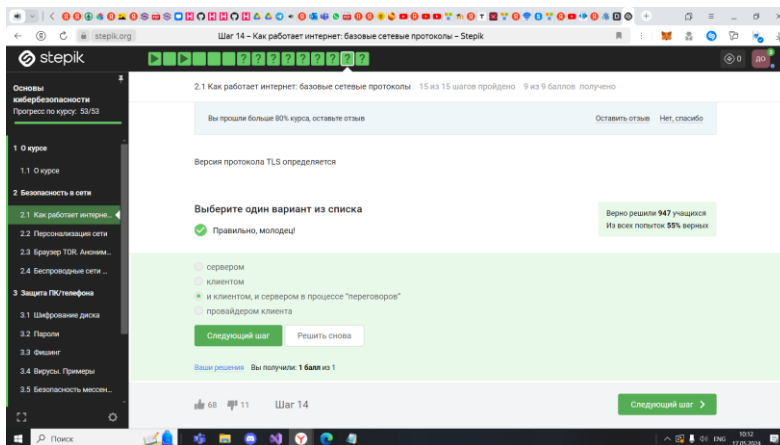 stepik.org
Шаг 14 – Как работает интернет: базовые сетевые протоколы – Stepik
stepik
0
ДО
Основы кибербезопасности
Прогресс по курсу: 53/53
1 О курсе
1.1 О курсе
2 Безопасность в сети
2.1 Как работает интерне...
2.2 Персонализация сети
2.3 Браузер TOR. Аноним...
2.4 Беспроводные сети ...
3 Защита ПК/телефона
3.1 Шифрование диска
3.2 Пароли
3.3 Фишинг
3.4 Вирусы. Примеры
3.5 Безопасность мессен...
2.1 Как работает интернет: базовые сетевые протоколы 15 из 15 шагов пройдено 9 из 9 баллов получено
Вы прошли больше 80% курса, оставьте отзыв
Оставить отзыв Нет, спасибо
Версия протокола TLS определяется
Выберите один вариант из списка
Правильно, молодец!
Верно решили 947 учащихся
Из всех попыток 55% верных
сервером
клиентом
и клиентом, и сервером в процессе "переговоров"
провайдером клиента
Следующий шаг
Решить снова
Ваши решения Вы получили: 1 балл из 1
68
11
Шаг 14
Следующий шаг
Поиск
ENG
10:12
17.05.2024